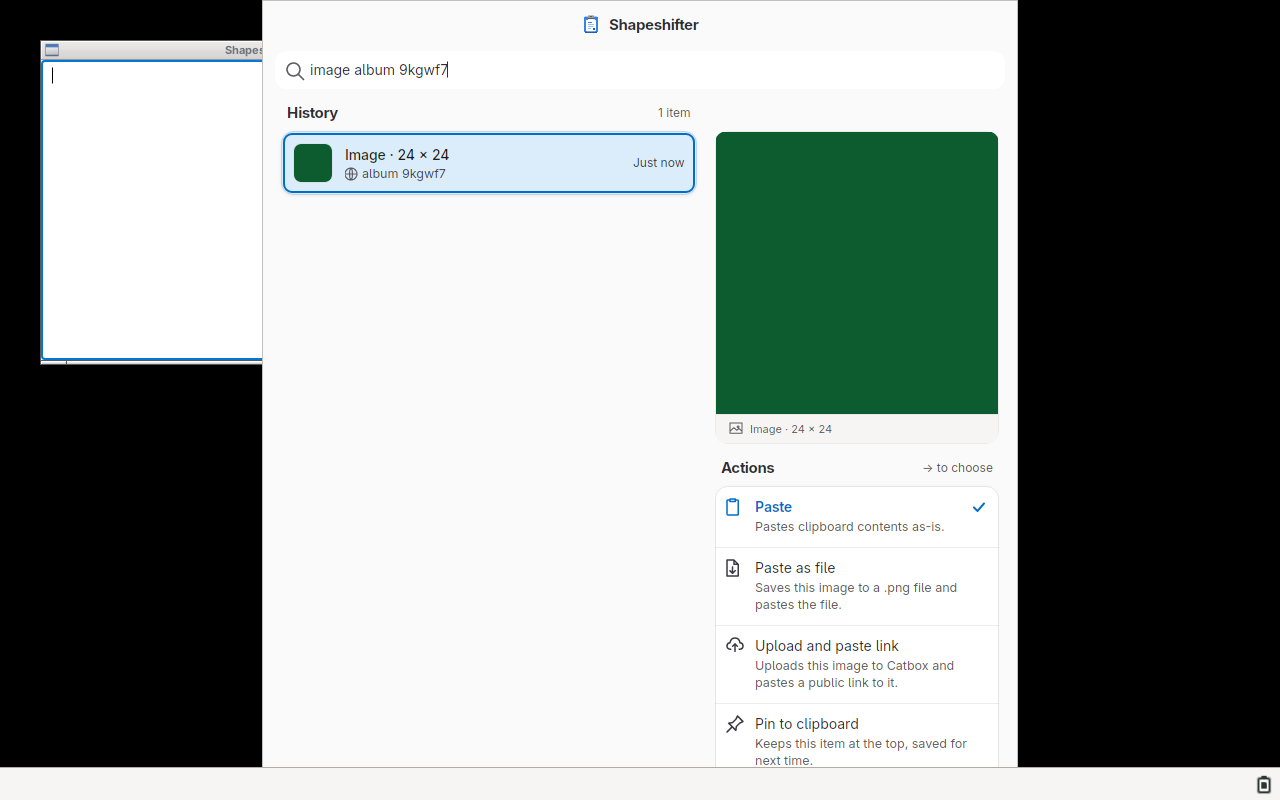 Shapeshifter
Shapes
image album 9kgwf7
History
1 item
Image · 24 × 24
album 9kgwf7
Just now
Image · 24 × 24
Actions
→ to choose
Paste
Pastes clipboard contents as-is.
Paste as file
Saves this image to a .png file and
pastes the file.
Upload and paste link
Uploads this image to Catbox and
pastes a public link to it.
Pin to clipboard
Keeps this item at the top, saved for
next time.